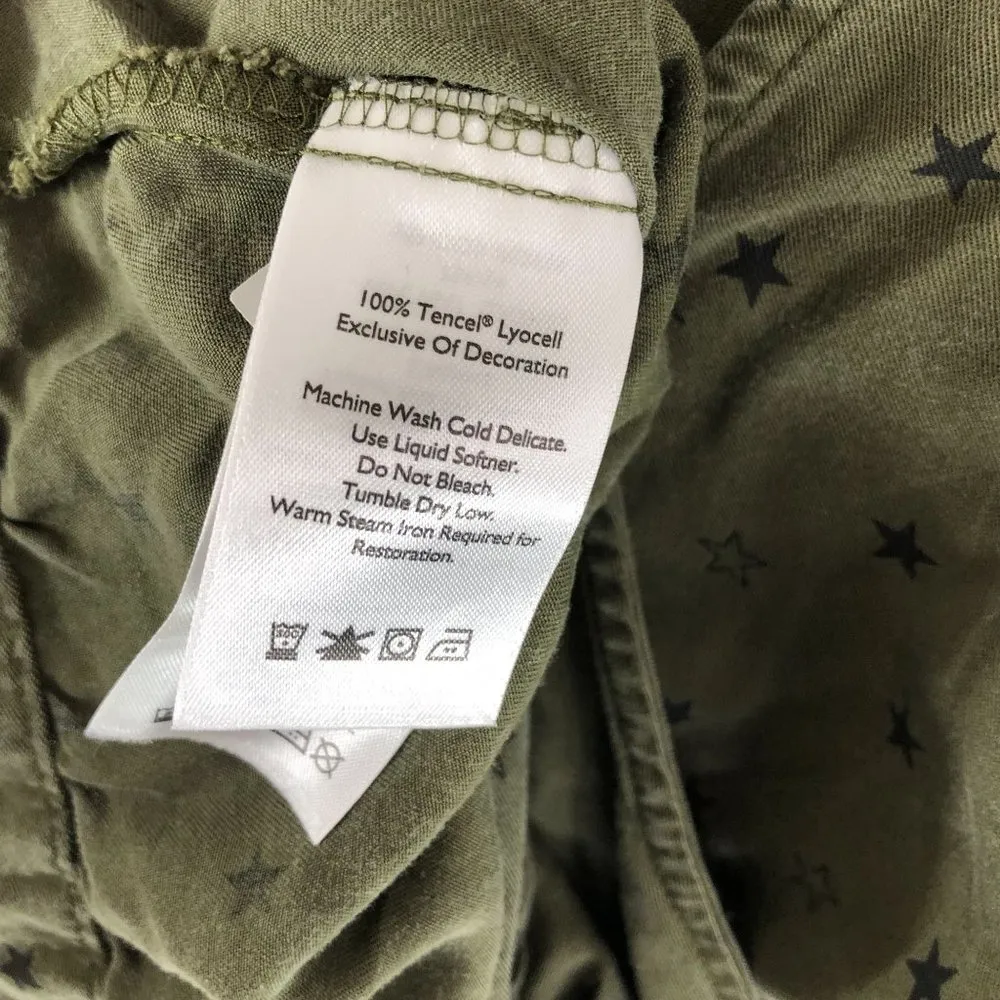 100% Tencel® Lyocell
Exclusive Of Decoration
Machine Wash Cold Delicate.
Use Liquid Softner.
Do Not Bleach.
Tumble Dry Low.
Warm Steam Iron Required for
Restoration.